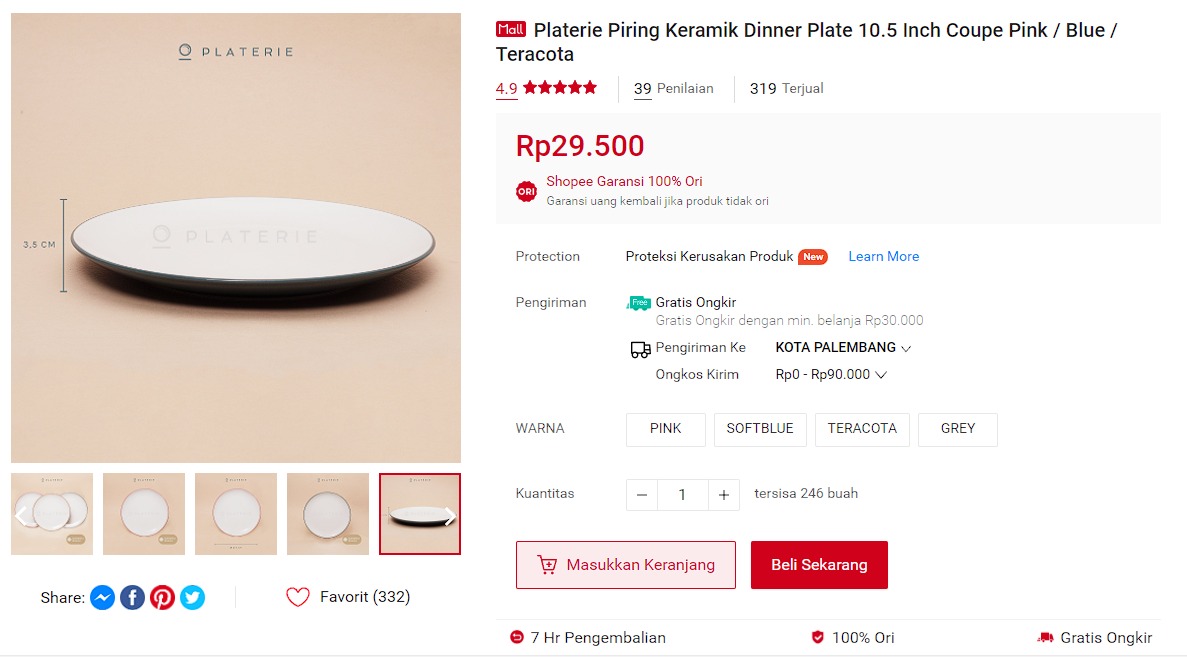 PLATERIE
3,5 CM
PLATERIE
Share:
Favorit (332)
Mall Platerie Piring Keramik Dinner Plate 10.5 Inch Coupe Pink / Blue /
Teracota
4.9
39 Penilaian
319 Terjual
Rp29.500
ORI
Shopee Garansi 100% Ori
Garansi uang kembali jika produk tidak ori
Protection
Proteksi Kerusakan Produk New Learn More
Pengiriman
Free Gratis Ongkir
Gratis Ongkir dengan min. belanja Rp30.000
Pengiriman Ke KOTA PALEMBANG
Ongkos Kirim Rp0 - Rp90.000
WARNA PINK SOFTBLUE TERACOTA GREY
Kuantitas 1 tersisa 246 buah
Masukkan Keranjang
Beli Sekarang
7 Hr Pengembalian
100% Ori
Gratis Ongkir